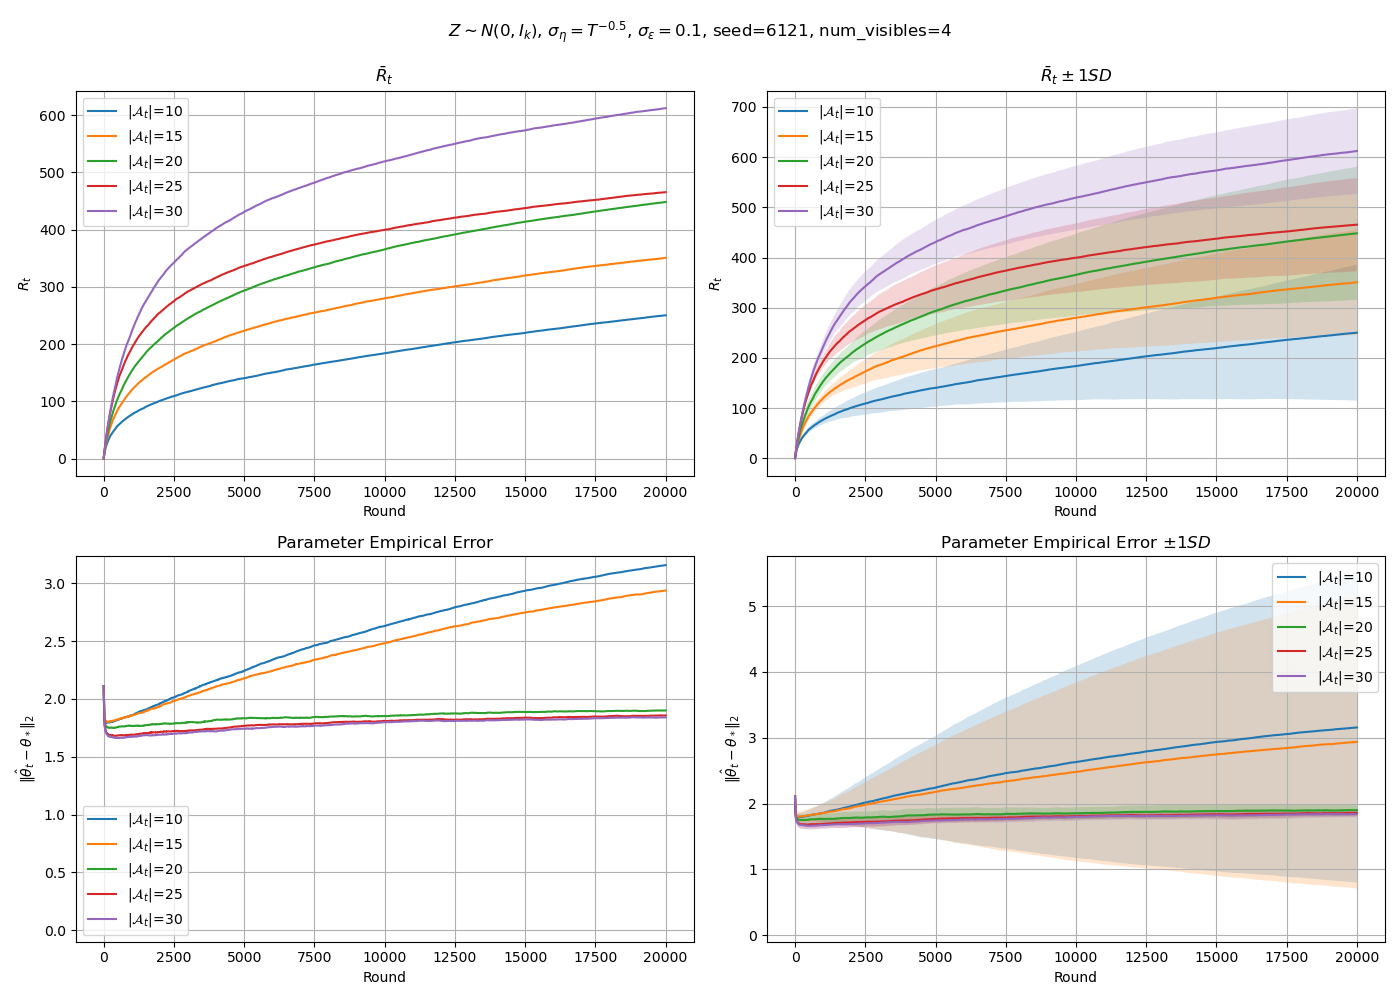 Z ∼ N(0, I_k), σ_η = T^{−0.5}, σ_ε = 0.1, seed=6121, num_visibles=4
R̄_t
R_t
600
500
400
300
200
100
0
|𝒜_t|=10
|𝒜_t|=15
|𝒜_t|=20
|𝒜_t|=25
|𝒜_t|=30
0 2500 5000 7500 10000 12500 15000 17500 20000
Round
R̄_t ± 1SD
R_t
700
600
500
400
300
200
100
0
|𝒜_t|=10
|𝒜_t|=15
|𝒜_t|=20
|𝒜_t|=25
|𝒜_t|=30
0 2500 5000 7500 10000 12500 15000 17500 20000
Round
Parameter Empirical Error
‖θ̂_t − θ_*‖_2
3.0
2.5
2.0
1.5
1.0
0.5
0.0
|𝒜_t|=10
|𝒜_t|=15
|𝒜_t|=20
|𝒜_t|=25
|𝒜_t|=30
0 2500 5000 7500 10000 12500 15000 17500 20000
Round
Parameter Empirical Error ±1SD
‖θ̂_t − θ_*‖_2
5
4
3
2
1
0
|𝒜_t|=10
|𝒜_t|=15
|𝒜_t|=20
|𝒜_t|=25
|𝒜_t|=30
0 2500 5000 7500 10000 12500 15000 17500 20000
Round